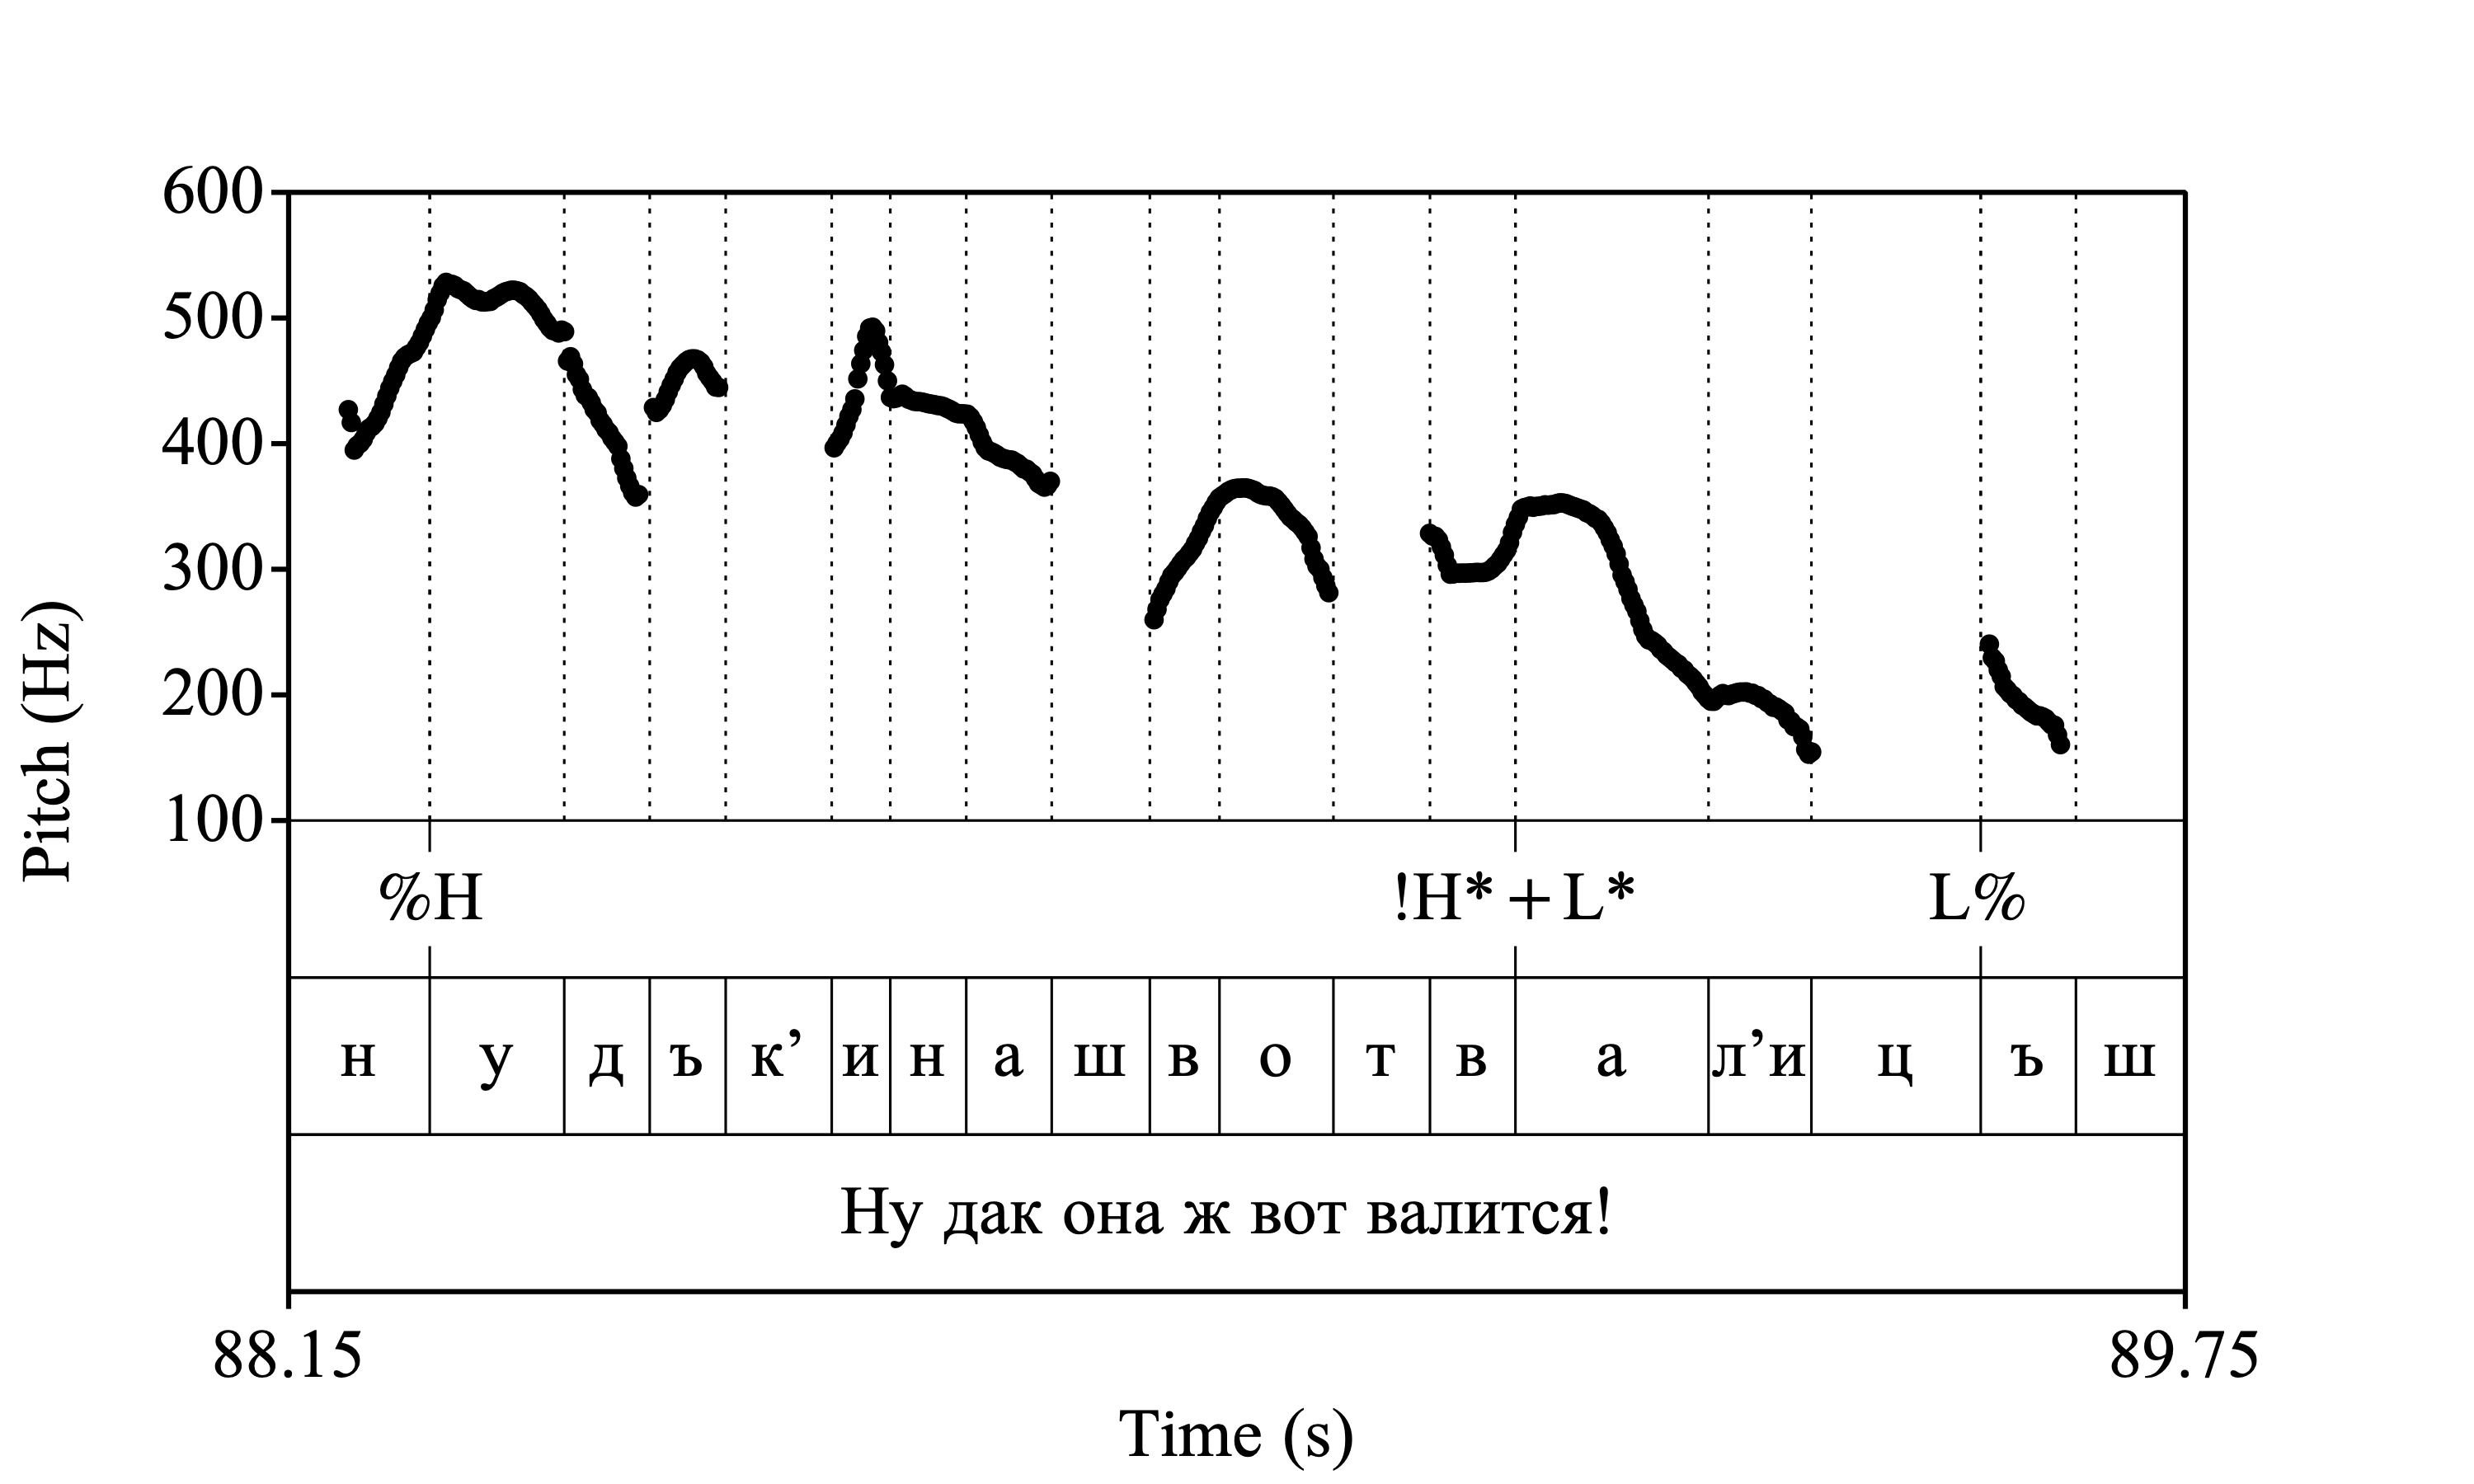 600
500
400
300
200
100
Pitch (Hz)
%H !H*+L* L%
н у д ъ к’ и н а ш в о т в а л’и ц ь ш
Ну дак она ж вот валится!
88.15 89.75
Time (s)